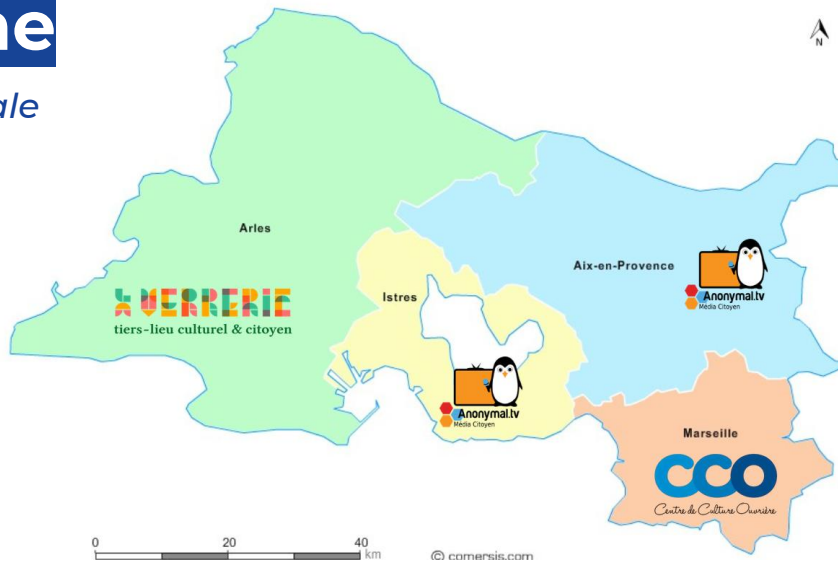 ne
ale
N
Arles
Aix-en-Provence
Anonymal.tv
Média Citoyen
Istres
La VERRERIE
tiers-lieu culturel & citoyen
Anonymal.tv
Média Citoyen
Marseille
CCO
Centre de Culture Ouvrière
0 20 40
km
© comersis.com